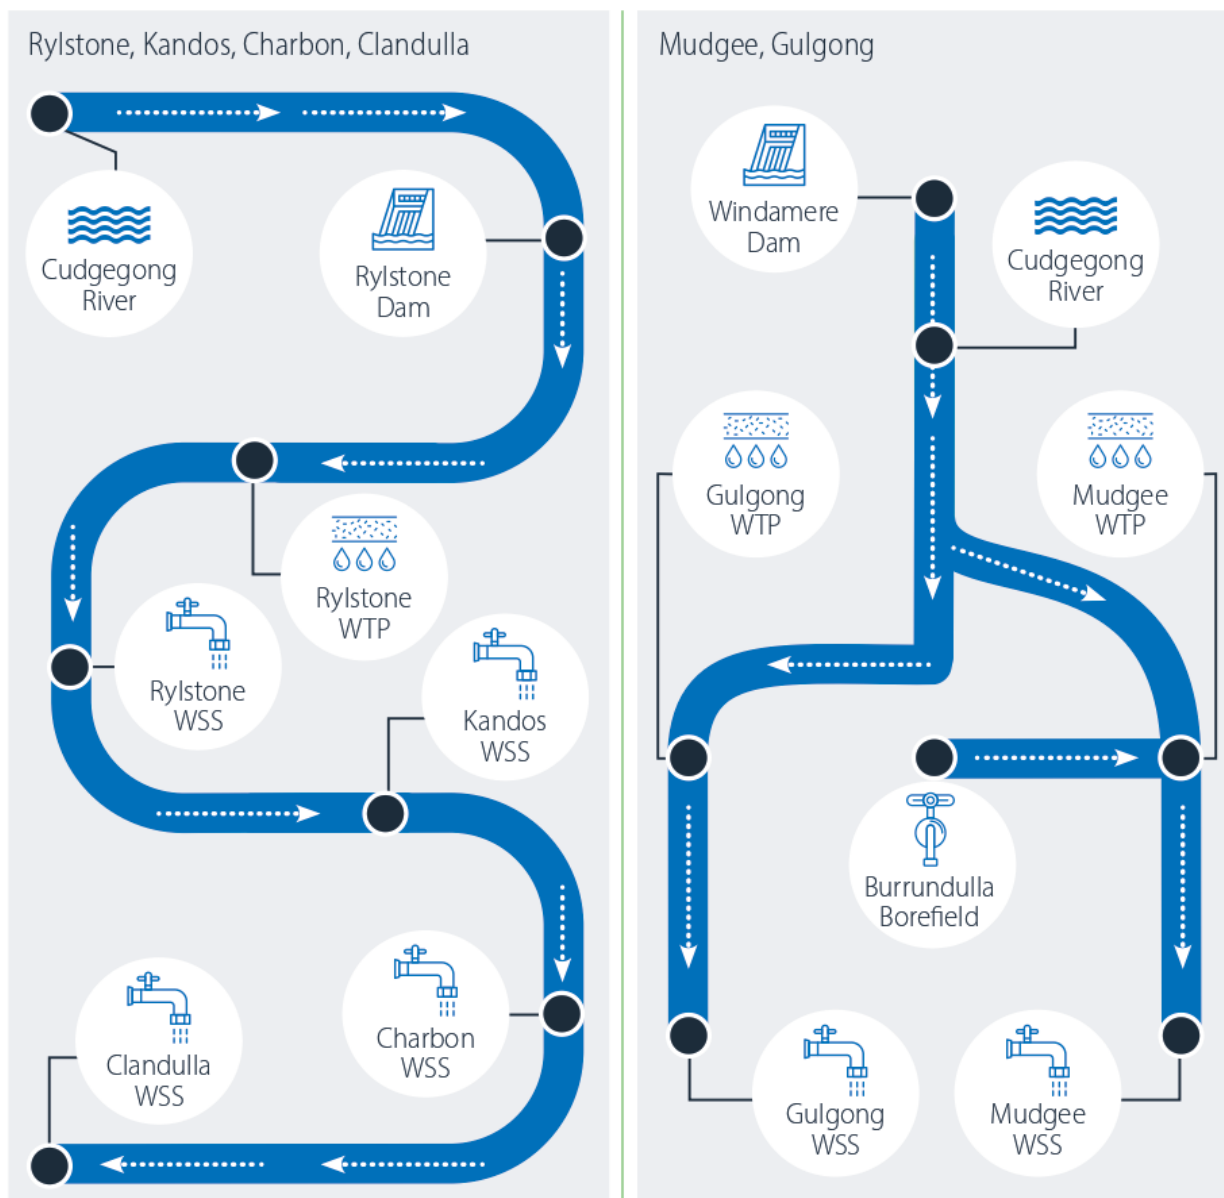 Rylstone, Kandos, Charbon, Clandulla
Cudgegong
River
Rylstone
Dam
Rylstone
WTP
Rylstone
WSS
Kandos
WSS
Charbon
WSS
Clandulla
WSS
Mudgee, Gulgong
Windamere
Dam
Cudgegong
River
Gulgong
WTP
Mudgee
WTP
Burrundulla
Borefield
Gulgong
WSS
Mudgee
WSS